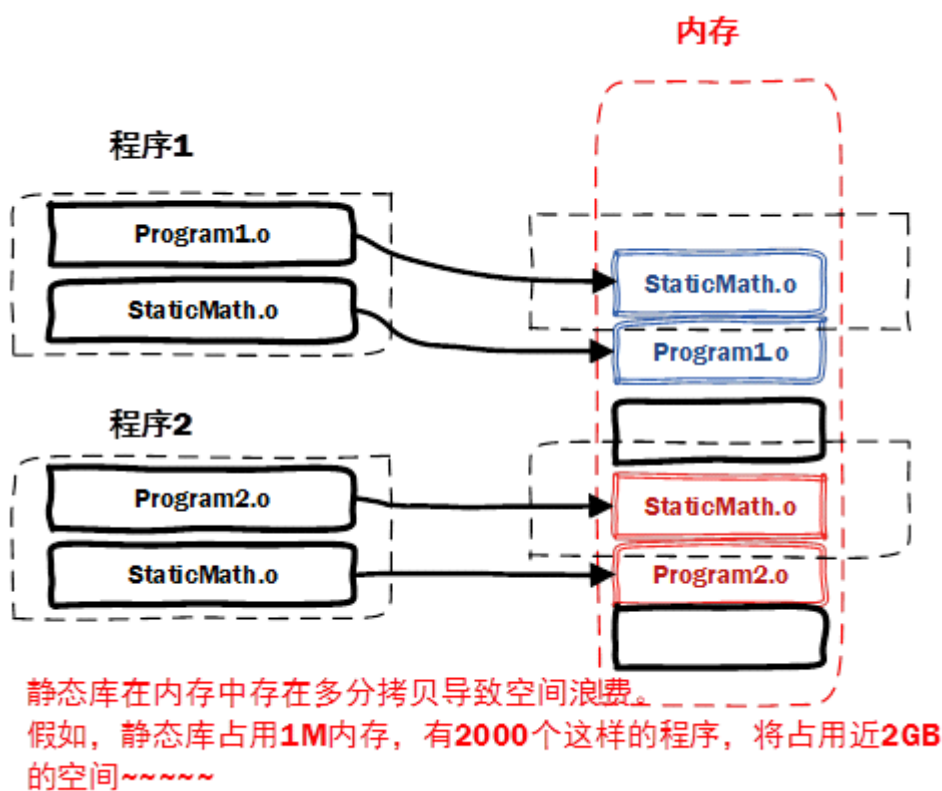 内存
程序1
Program1.o
StaticMath.o
StaticMath.o
Program1.o
程序2
Program2.o
StaticMath.o
StaticMath.o
Program2.o
静态库在内存中存在多分拷贝导致空间浪费。
假如，静态库占用1M内存，有2000个这样的程序，将占用近2GB
的空间~~~~~